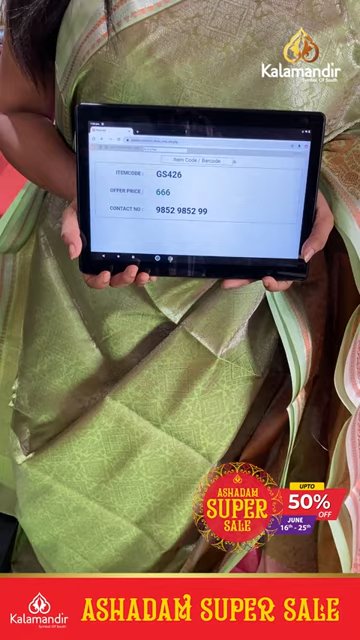 Kalamandir
Symbol Of South
Item Code / Barcode
ITEMCODE : GS426
OFFER PRICE : 666
CONTACT NO : 9852 9852 99
ASHADAM
SUPER
SALE
UPTO
50%
OFF
JUNE
16th - 25th
Kalamandir
Symbol Of South
ASHADAM SUPER SALE